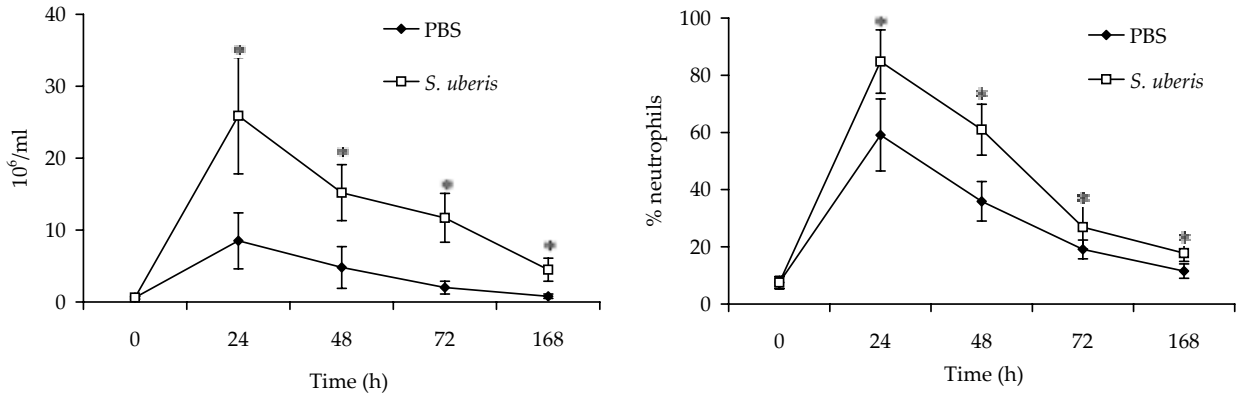 40
30
20
10
0
10⁶/ml
0 24 48 72 168
Time (h)
PBS
S. uberis
* * * *
100
80
60
40
20
0
% neutrophils
0 24 48 72 168
Time (h)
PBS
S. uberis
* * * *